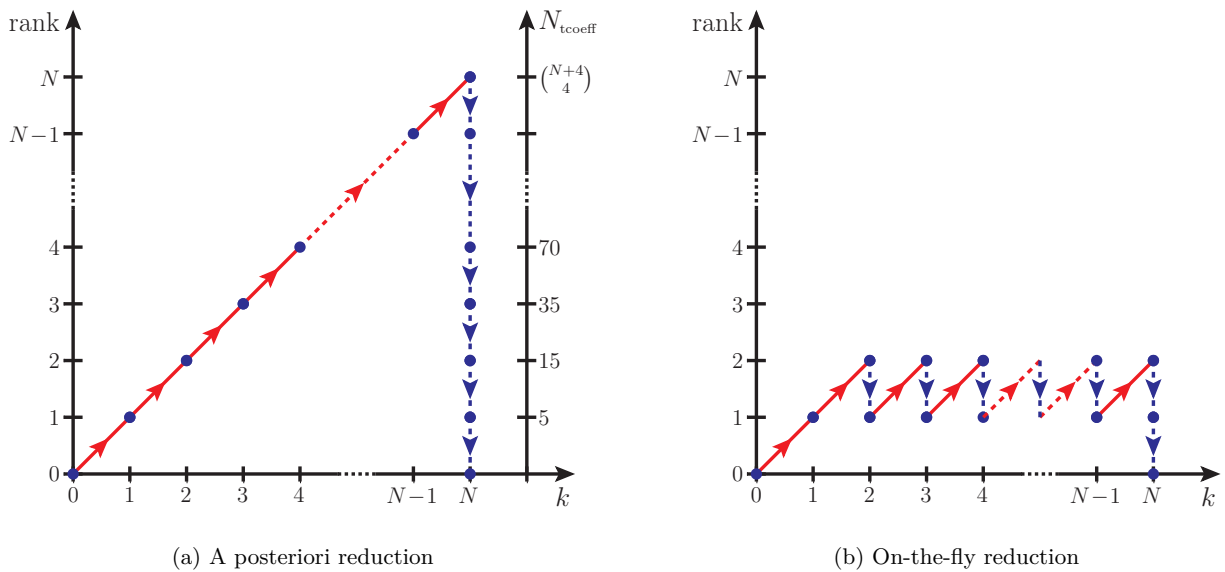 rank
N_tcoeff
N
(N+4 4)
N−1
4
70
3
35
2
15
1
5
0
0 1 2 3 4 N−1 N k
(a) A posteriori reduction
rank
N
N−1
4
3
2
1
0
0 1 2 3 4 N−1 N k
(b) On-the-fly reduction